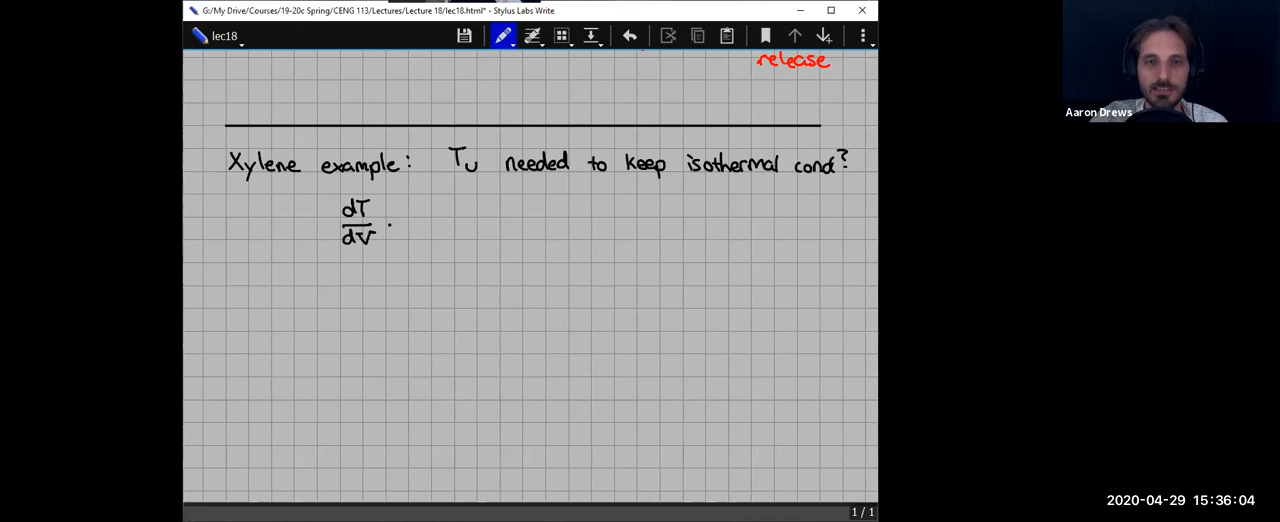 G:/My Drive/Courses/19-20c Spring/CENG 113/Lectures/Lecture 18/lec18.html* - Stylus Labs Write
lec18
release
Aaron Drews
Xylene example: Tu needed to keep isothermal cond?
dT
dV
1 / 1
2020-04-29 15:36:04